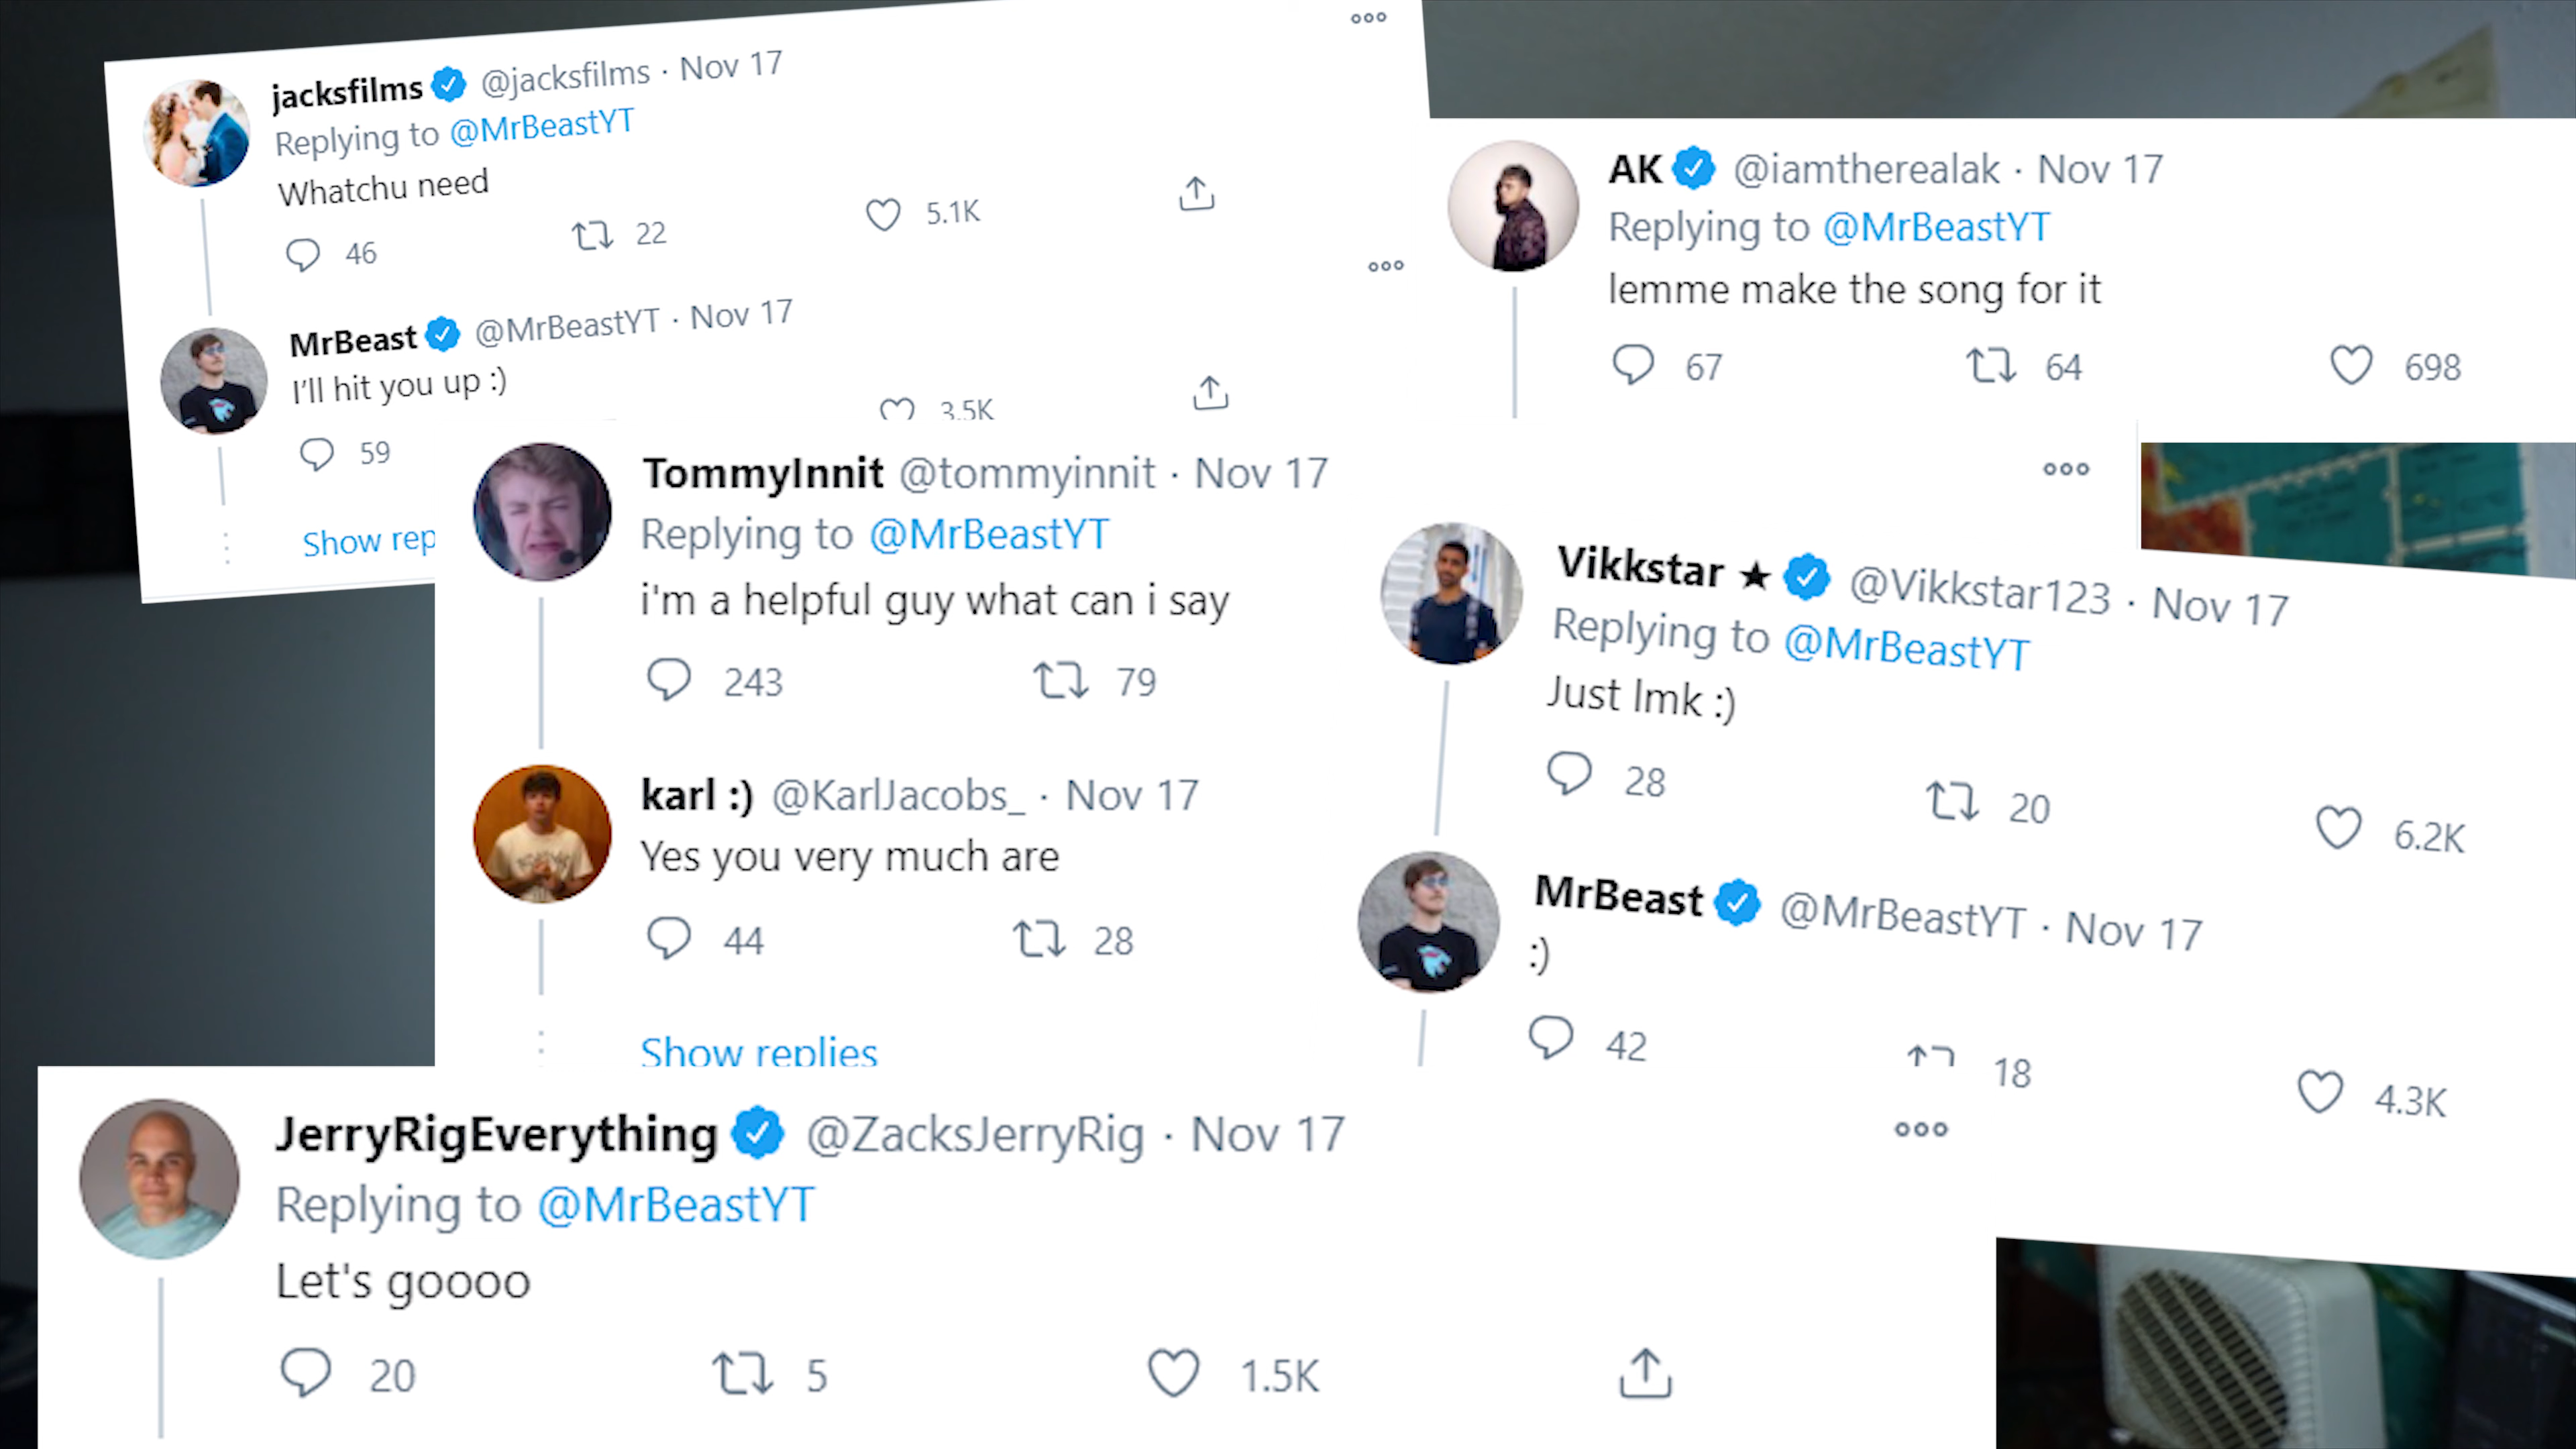 jacksfilms @jacksfilms · Nov 17
Replying to @MrBeastYT
Whatchu need
46 22 5.1K
MrBeast @MrBeastYT · Nov 17
I'll hit you up :)
59 3.5K
Show rep
AK @iamtherealak · Nov 17
Replying to @MrBeastYT
lemme make the song for it
67 64 698
TommyInnit @tommyinnit · Nov 17
Replying to @MrBeastYT
i'm a helpful guy what can i say
243 79
karl :) @KarlJacobs_ · Nov 17
Yes you very much are
44 28
Show replies
Vikkstar ★ @Vikkstar123 · Nov 17
Replying to @MrBeastYT
Just lmk :)
28 20 6.2K
MrBeast @MrBeastYT · Nov 17
:)
42 18 4.3K
JerryRigEverything @ZacksJerryRig · Nov 17
Replying to @MrBeastYT
Let's goooo
20 5 1.5K